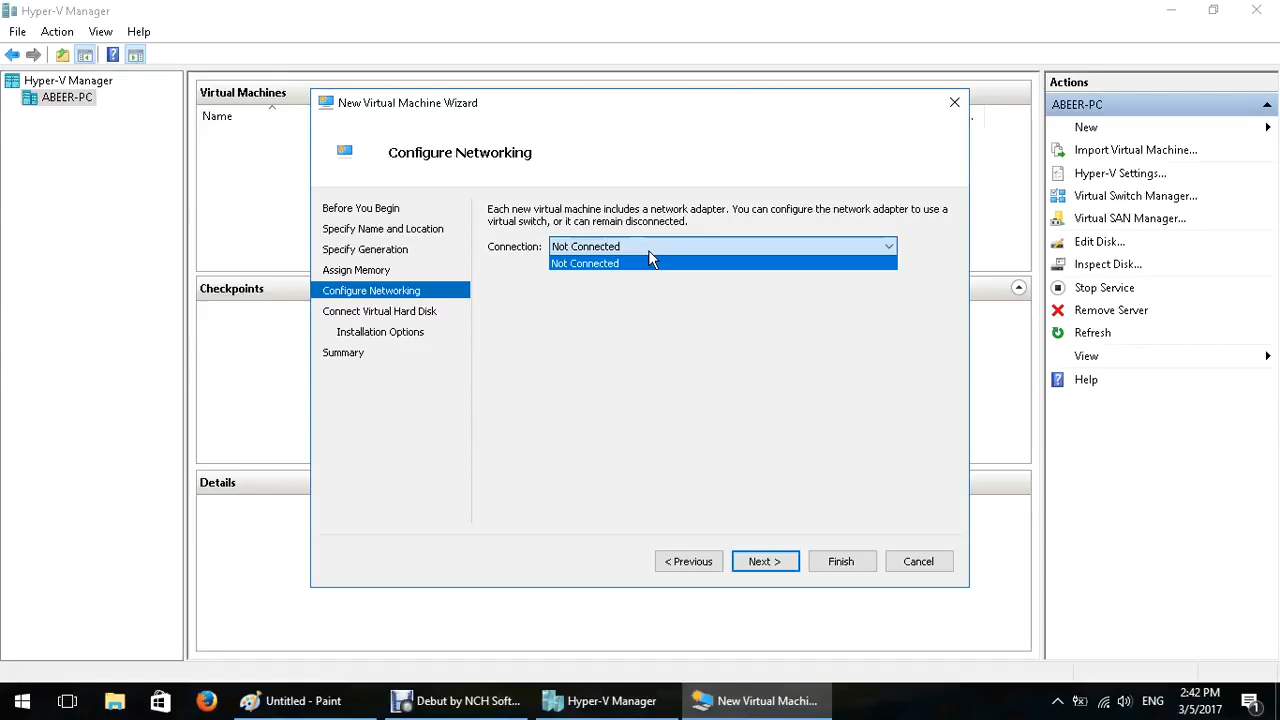 Hyper-V Manager
File Action View Help
Hyper-V Manager
ABEER-PC
Virtual Machines
Name
Checkpoints
Details
New Virtual Machine Wizard
Configure Networking
Before You Begin
Specify Name and Location
Specify Generation
Assign Memory
Configure Networking
Connect Virtual Hard Disk
Installation Options
Summary
Each new virtual machine includes a network adapter. You can configure the network adapter to use a
virtual switch, or it can remain disconnected.
Connection: Not Connected
Not Connected
< Previous Next > Finish Cancel
Actions
ABEER-PC
New
Import Virtual Machine...
Hyper-V Settings...
Virtual Switch Manager...
Virtual SAN Manager...
Edit Disk...
Inspect Disk...
Stop Service
Remove Server
Refresh
View
Help
Untitled - Paint Debut by NCH Soft... Hyper-V Manager New Virtual Machi... ENG 2:42 PM
3/5/2017
1